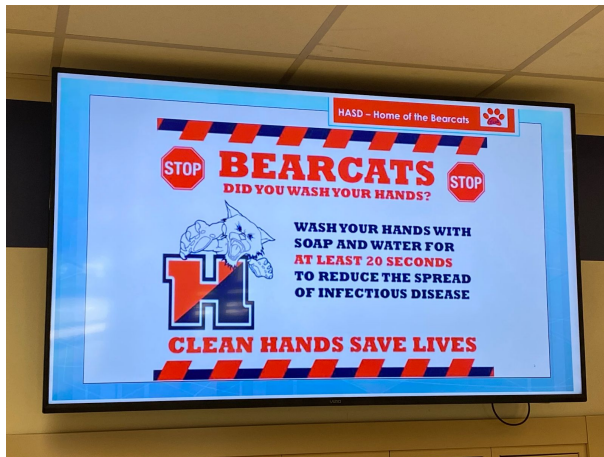 HASD – Home of the Bearcats
STOP
BEARCATS
STOP
DID YOU WASH YOUR HANDS?
WASH YOUR HANDS WITH
SOAP AND WATER FOR
AT LEAST 20 SECONDS
TO REDUCE THE SPREAD
OF INFECTIOUS DISEASE
H
CLEAN HANDS SAVE LIVES